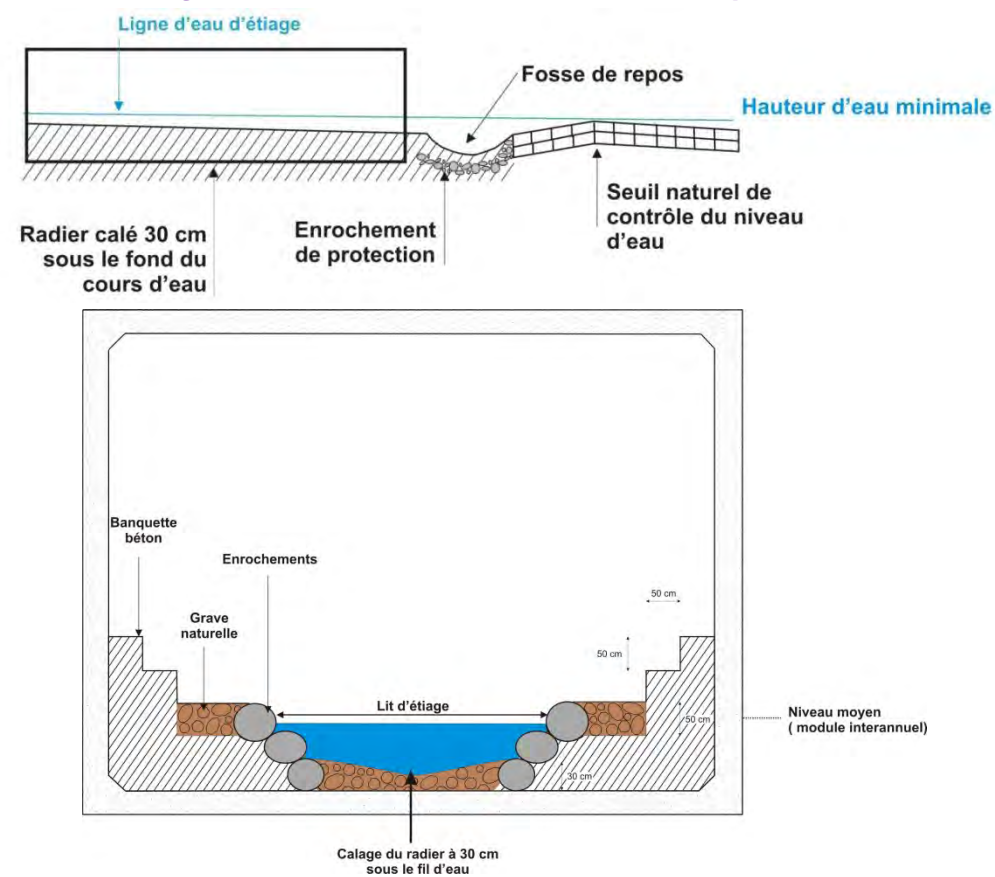 Ligne d'eau d'étiage
Fosse de repos
Hauteur d'eau minimale
Radier calé 30 cm
sous le fond du
cours d'eau
Enrochement
de protection
Seuil naturel de
contrôle du niveau
d'eau
Banquette
béton
Enrochements
Grave
naturelle
50 cm
50 cm
Lit d'étiage
50 cm
Niveau moyen
( module interannuel)
30 cm
Calage du radier à 30 cm
sous le fil d'eau